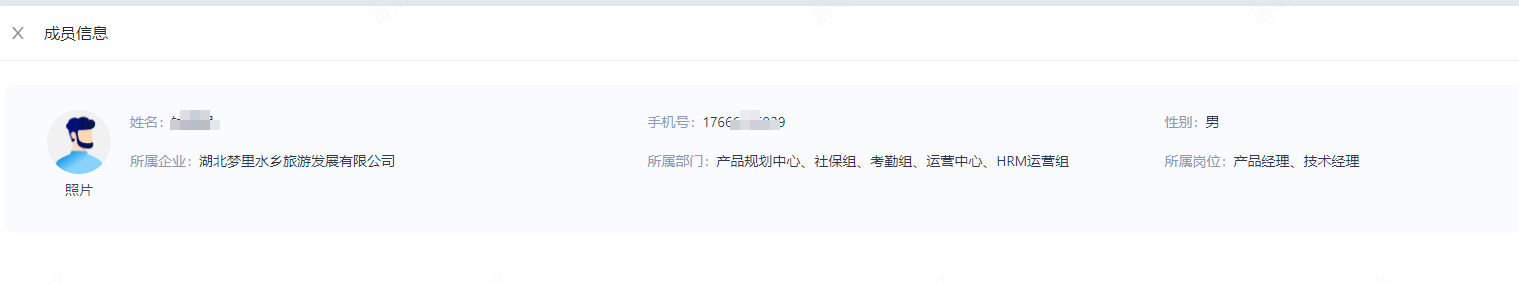 X 成员信息
姓名： 手机号：1766 性别：男
所属企业：湖北梦里水乡旅游发展有限公司 所属部门：产品规划中心、社保组、考勤组、运营中心、HRM运营组 所属岗位：产品经理、技术经理
照片